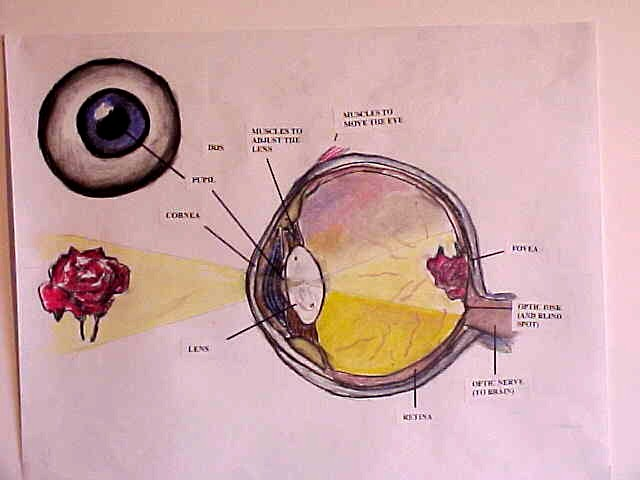 MUSCLES TO
MOVE THE EYE
MUSCLES TO
ADJUST THE
LENS
PUPIL
CORNEA
FOVEA
OPTIC DISK
(AND BLIND
SPOT)
LENS
OPTIC NERVE
(TO BRAIN)
RETINA